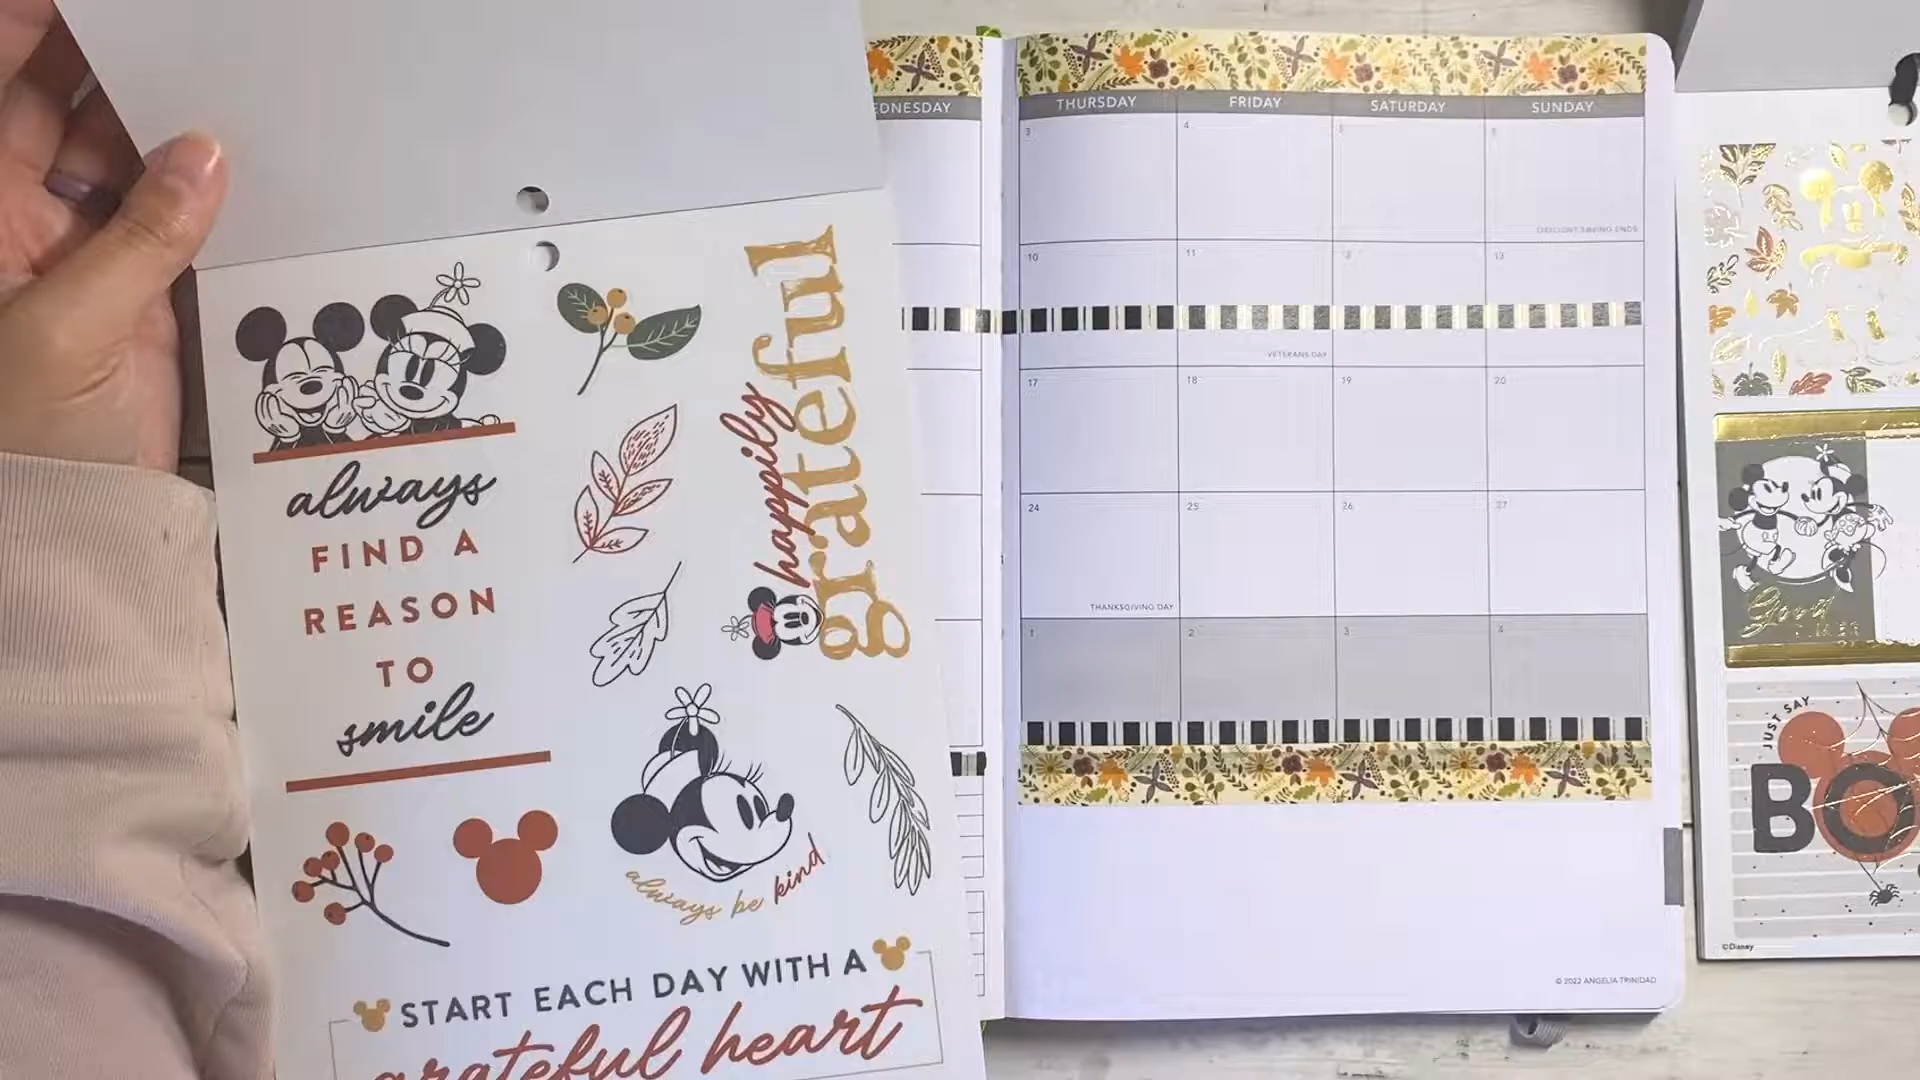 always
FIND A
REASON
TO
smile
happily
grateful
always be kind
START EACH DAY WITH A
grateful heart
EDNESDAY
THURSDAY
FRIDAY
SATURDAY
SUNDAY
3
4
DAYLIGHT SAVING ENDS
10
11
12
13
VETERANS DAY
17
18
19
20
24
25
26
27
THANKSGIVING DAY
1
2
3
4
© 2022 ANGELIA TRINIDAD
Good
JUST SAY
BO
©Disney